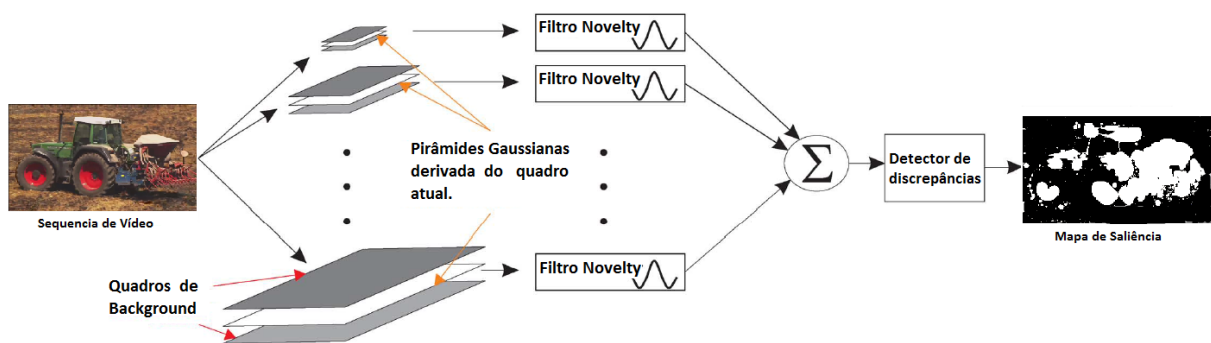 Filtro Novelty
Filtro Novelty
Sequencia de Vídeo
Pirâmides Gaussianas
derivada do quadro
atual.
Σ
Detector de
discrepâncias
Mapa de Saliência
Filtro Novelty
Quadros de
Background